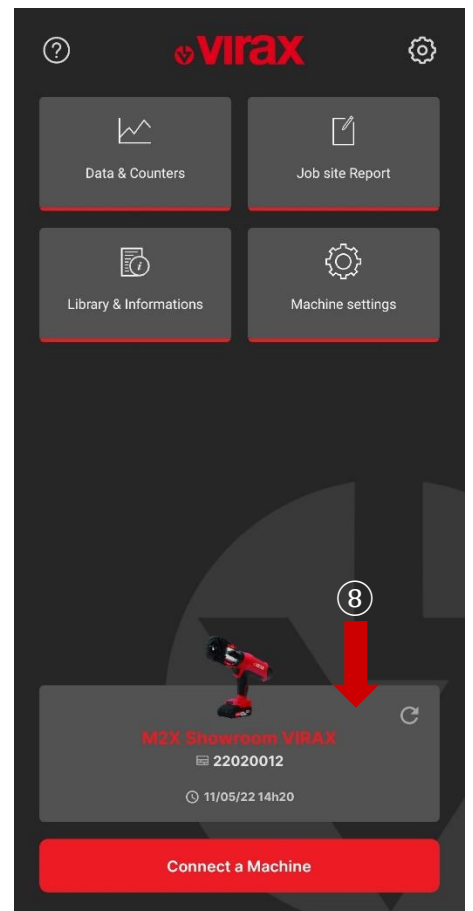 ?
virax
Data & Counters
Job site Report
i
Library & Informations
Machine settings
⑧
M2X Showroom VIRAX
22020012
11/05/22 14h20
Connect a Machine